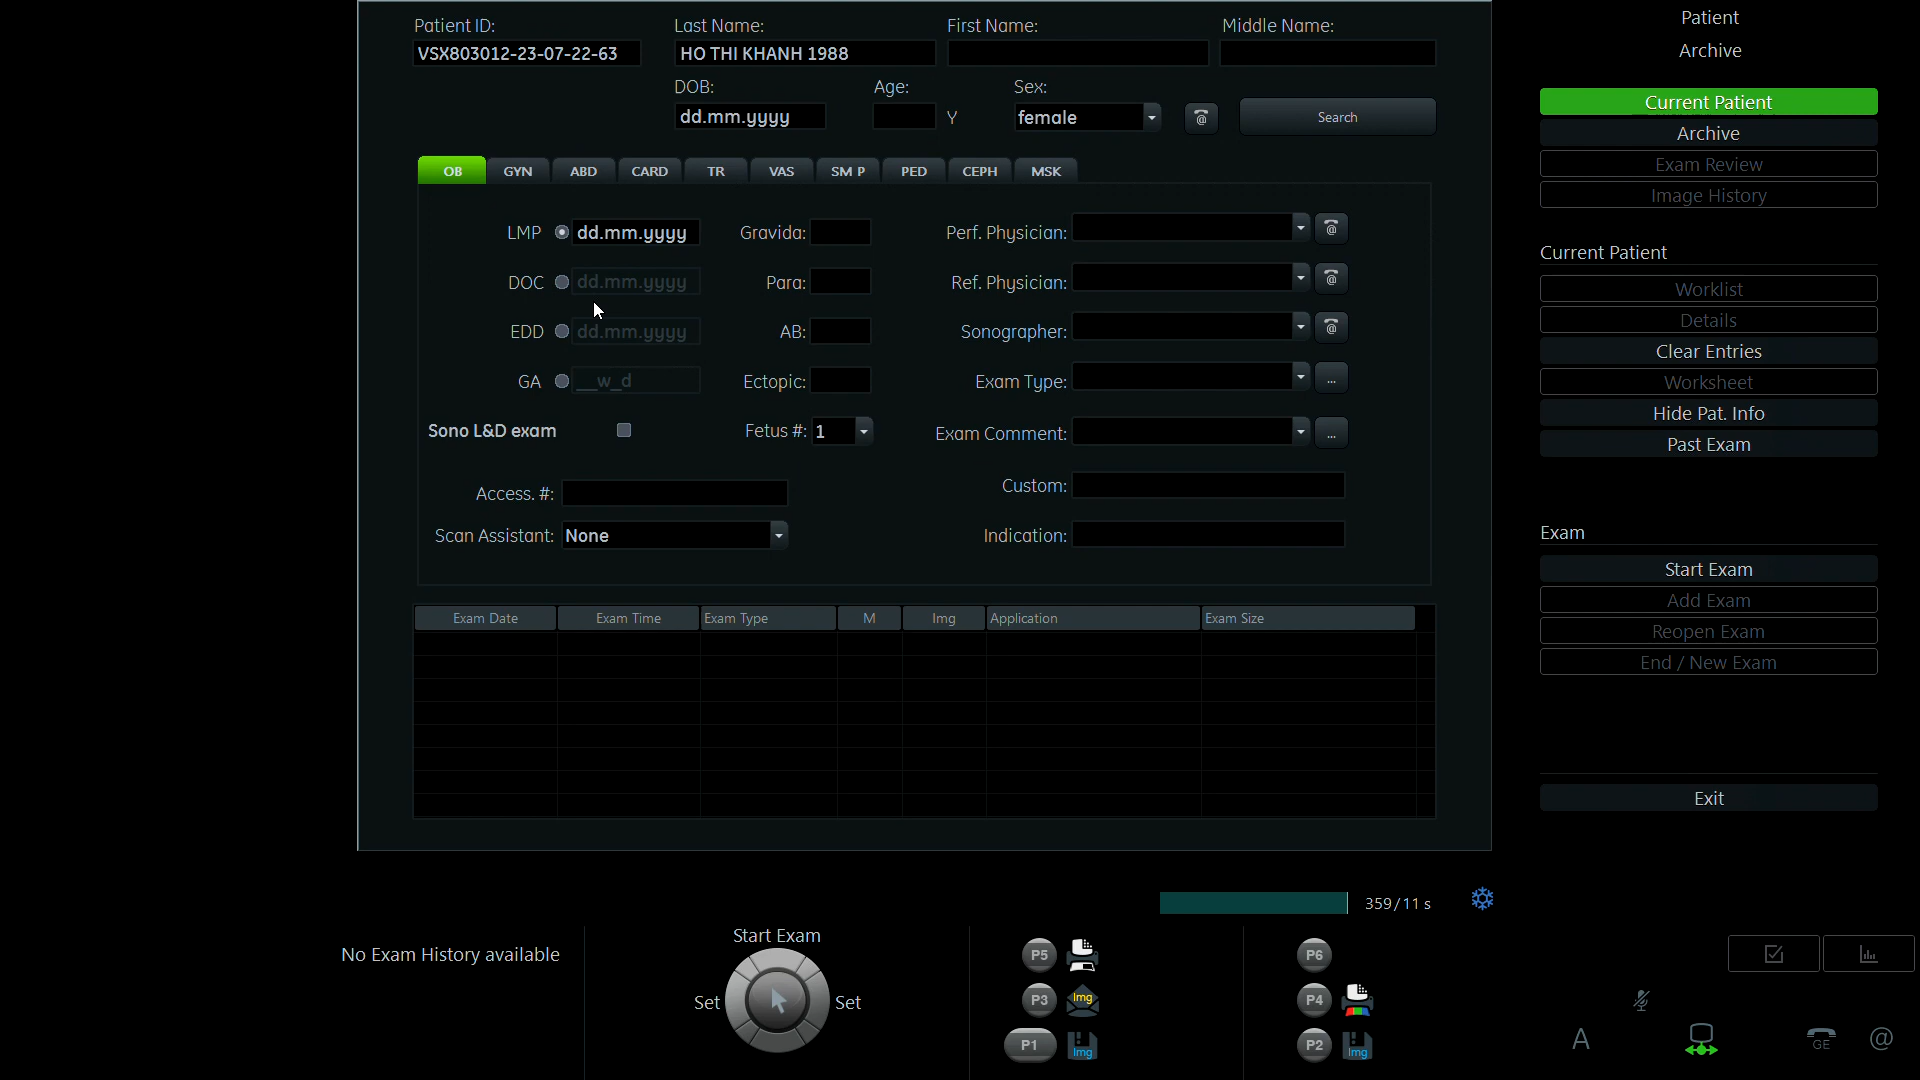 Patient ID: Last Name: First Name: Middle Name:
VSX803012-23-07-22-63 HO THI KHANH 1988
DOB: Age: Sex:
dd.mm.yyyy Y female @ Search
OB GYN ABD CARD TR VAS SM P PED CEPH MSK
LMP dd.mm.yyyy Gravida: Perf. Physician: @
DOC dd.mm.yyyy Para: Ref. Physician: @
EDD dd.mm.yyyy AB: Sonographer: @
GA __w_d Ectopic: Exam Type: ...
Sono L&D exam Fetus #: 1 Exam Comment: ...
Access. #: Custom:
Scan Assistant: None Indication:
Exam Date Exam Time Exam Type M Img Application Exam Size
Patient
Archive
Current Patient
Archive
Exam Review
Image History
Current Patient
Worklist
Details
Clear Entries
Worksheet
Hide Pat. Info
Past Exam
Exam
Start Exam
Add Exam
Reopen Exam
End / New Exam
Exit
359/11 s
No Exam History available
Start Exam
Set Set
P5 P6
P3 Img P4
P1 Img P2 Img
A GE @